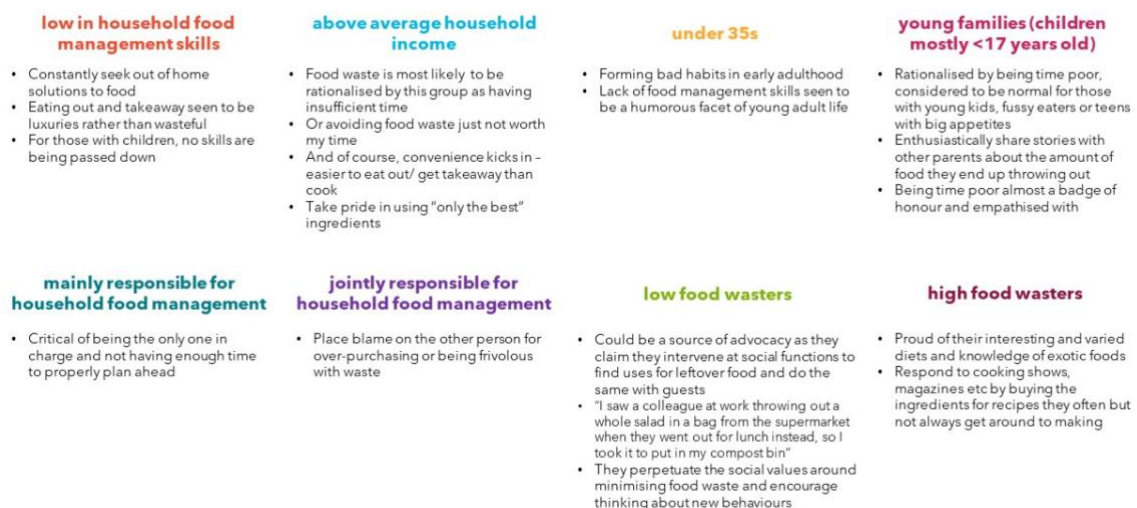 low in household food
management skills
• Constantly seek out of home
solutions to food
• Eating out and takeaway seen to be
luxuries rather than wasteful
• For those with children, no skills are
being passed down
above average household
income
• Food waste is most likely to be
rationalised by this group as having
insufficient time
• Or avoiding food waste just not worth
my time
• And of course, convenience kicks in –
easier to eat out/ get takeaway than
cook
• Take pride in using “only the best”
ingredients
under 35s
• Forming bad habits in early adulthood
• Lack of food management skills seen to
be a humorous facet of young adult life
young families (children
mostly <17 years old)
• Rationalised by being time poor,
considered to be normal for those
with young kids, fussy eaters or teens
with big appetites
• Enthusiastically share stories with
other parents about the amount of
food they end up throwing out
• Being time poor almost a badge of
honour and empathised with
mainly responsible for
household food management
• Critical of being the only one in
charge and not having enough time
to properly plan ahead
jointly responsible for
household food management
• Place blame on the other person for
over-purchasing or being frivolous
with waste
low food wasters
• Could be a source of advocacy as they
claim they intervene at social functions to
find uses for leftover food and do the
same with guests
• “I saw a colleague at work throwing out a
whole salad in a bag from the supermarket
when they went out for lunch instead, so I
took it to put in my compost bin”
• They perpetuate the social values around
minimising food waste and encourage
thinking about new behaviours
high food wasters
• Proud of their interesting and varied
diets and knowledge of exotic foods
• Respond to cooking shows,
magazines etc by buying the
ingredients for recipes they often but
not always get around to making